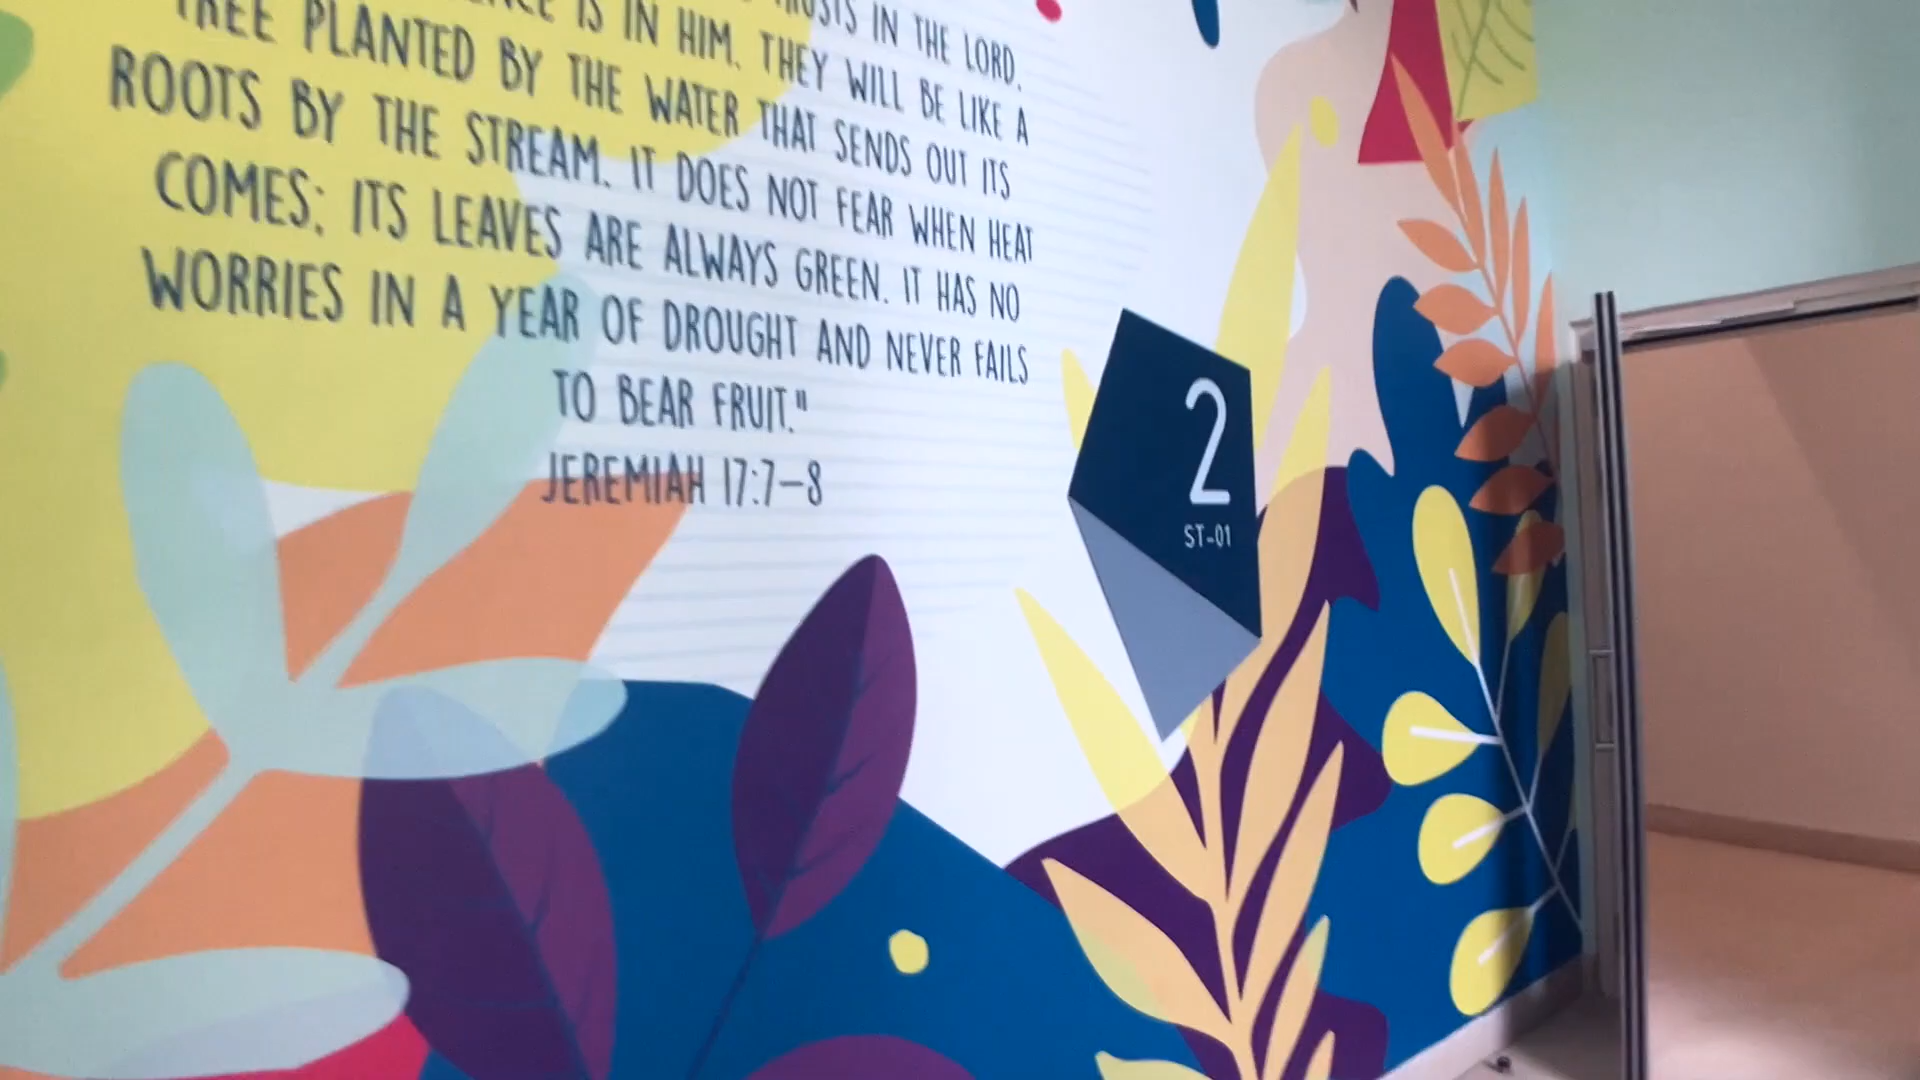 IS IN HIM. TRUSTS IN THE LORD,
TREE PLANTED BY THE WATER THEY WILL BE LIKE A
ROOTS BY THE STREAM. THAT SENDS OUT ITS
COMES; IT DOES NOT FEAR WHEN HEAT
ITS LEAVES ARE ALWAYS GREEN. IT HAS NO
WORRIES IN A YEAR OF DROUGHT AND NEVER FAILS
TO BEAR FRUIT."
JEREMIAH 17:7-8
2
ST-01